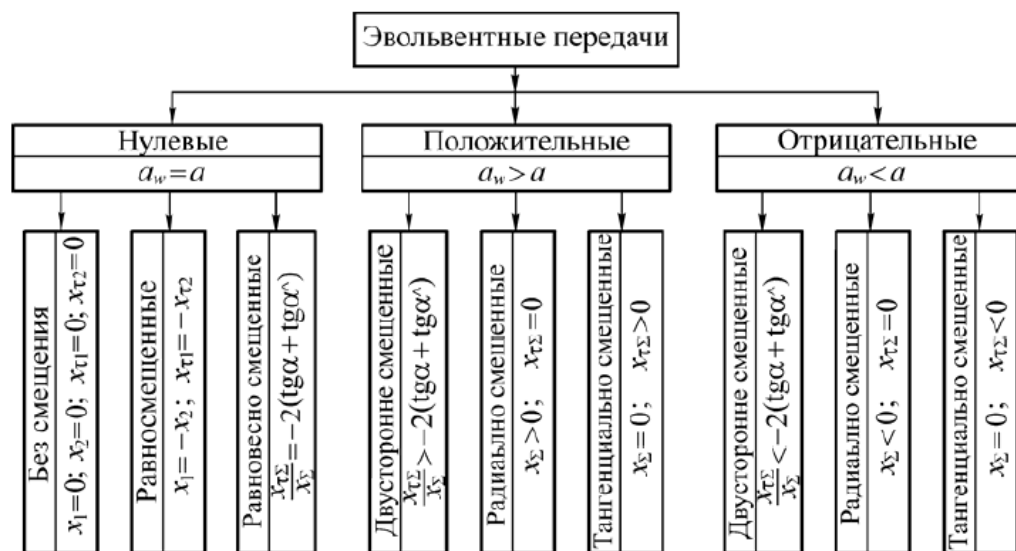 Эвольвентные передачи
Нулевые
a_w=a
Положительные
a_w>a
Отрицательные
a_w<a
Без смещения
x₁=0; x₂=0; x_τ1=0; x_τ2=0
Равносмещенные
x₁=-x₂; x_τ1=-x_τ2
Равновесно смещенные
x_τΣ/x_Σ=-2(tgα+tgα^)
Двусторонне смещенные
x_τΣ/x_Σ>-2(tgα+tgα^)
Радиаьлно смещенные
x_Σ>0; x_τΣ=0
Тангенциально смещенные
x_Σ=0; x_τΣ>0
Двусторонне смещенные
x_τΣ/x_Σ<-2(tgα+tgα^)
Радиаьлно смещенные
x_Σ<0; x_τΣ=0
Тангенциально смещенные
x_Σ=0; x_τΣ<0